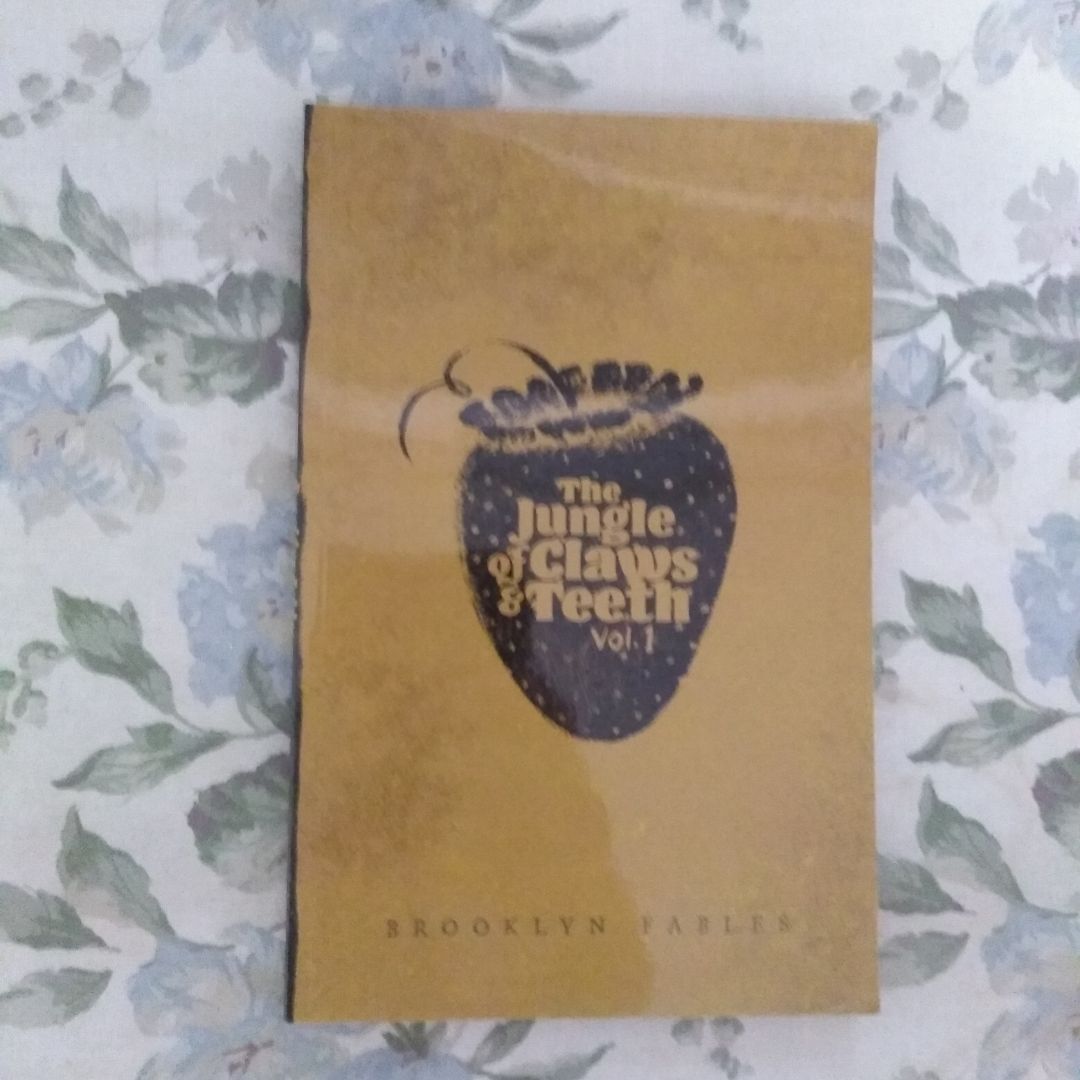 The
Jungle
of Claws
& Teeth
Vol. 1
BROOKLYN FABLES